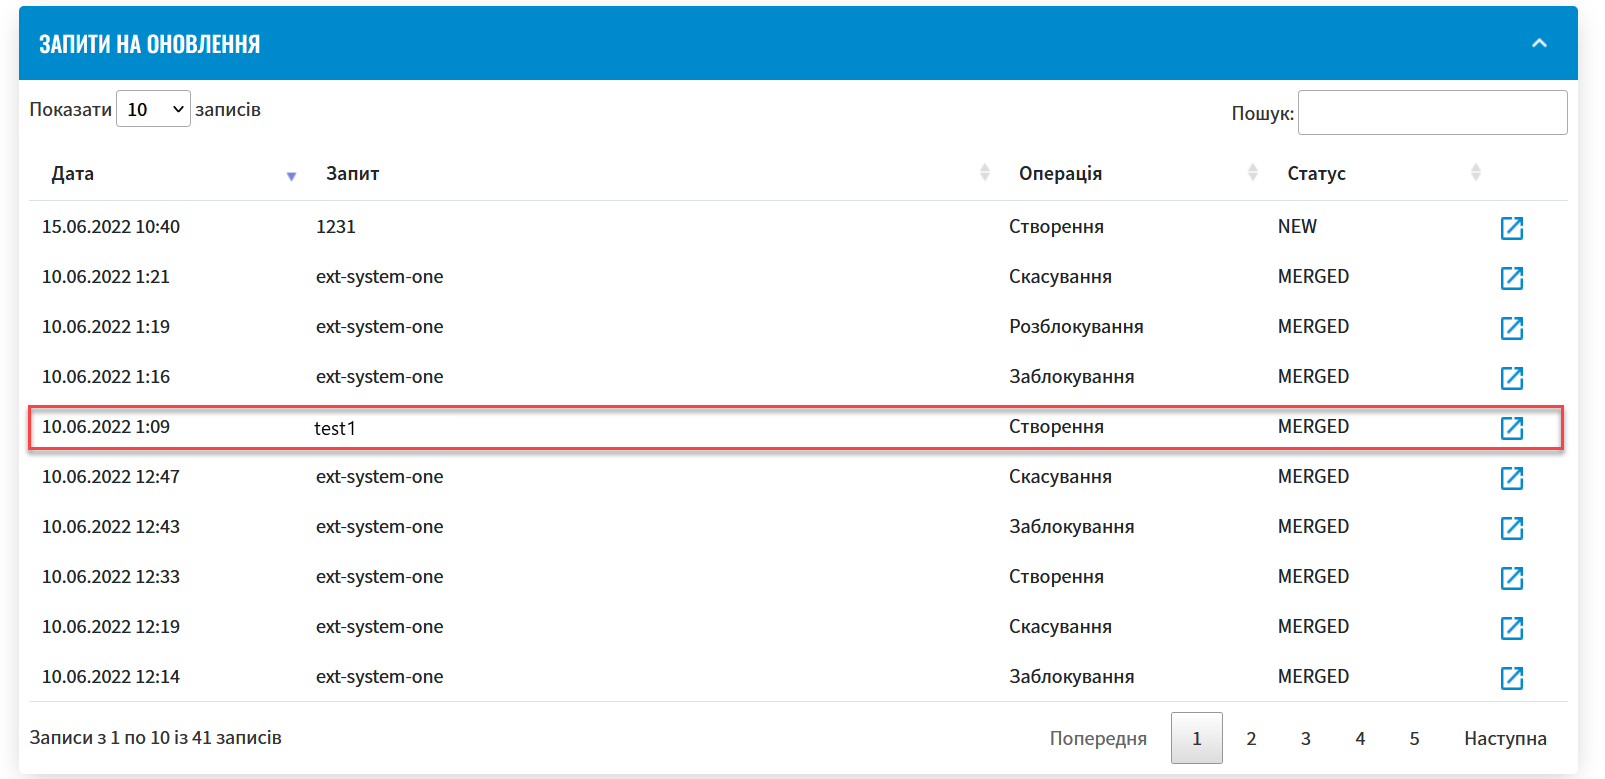 ЗАПИТИ НА ОНОВЛЕННЯ
Показати 10 записів
Пошук:
Дата Запит Операція Статус
15.06.2022 10:40 1231 Створення NEW
10.06.2022 1:21 ext-system-one Скасування MERGED
10.06.2022 1:19 ext-system-one Розблокування MERGED
10.06.2022 1:16 ext-system-one Заблокування MERGED
10.06.2022 1:09 test1 Створення MERGED
10.06.2022 12:47 ext-system-one Скасування MERGED
10.06.2022 12:43 ext-system-one Заблокування MERGED
10.06.2022 12:33 ext-system-one Створення MERGED
10.06.2022 12:19 ext-system-one Скасування MERGED
10.06.2022 12:14 ext-system-one Заблокування MERGED
Записи з 1 по 10 із 41 записів
Попередня 1 2 3 4 5 Наступна